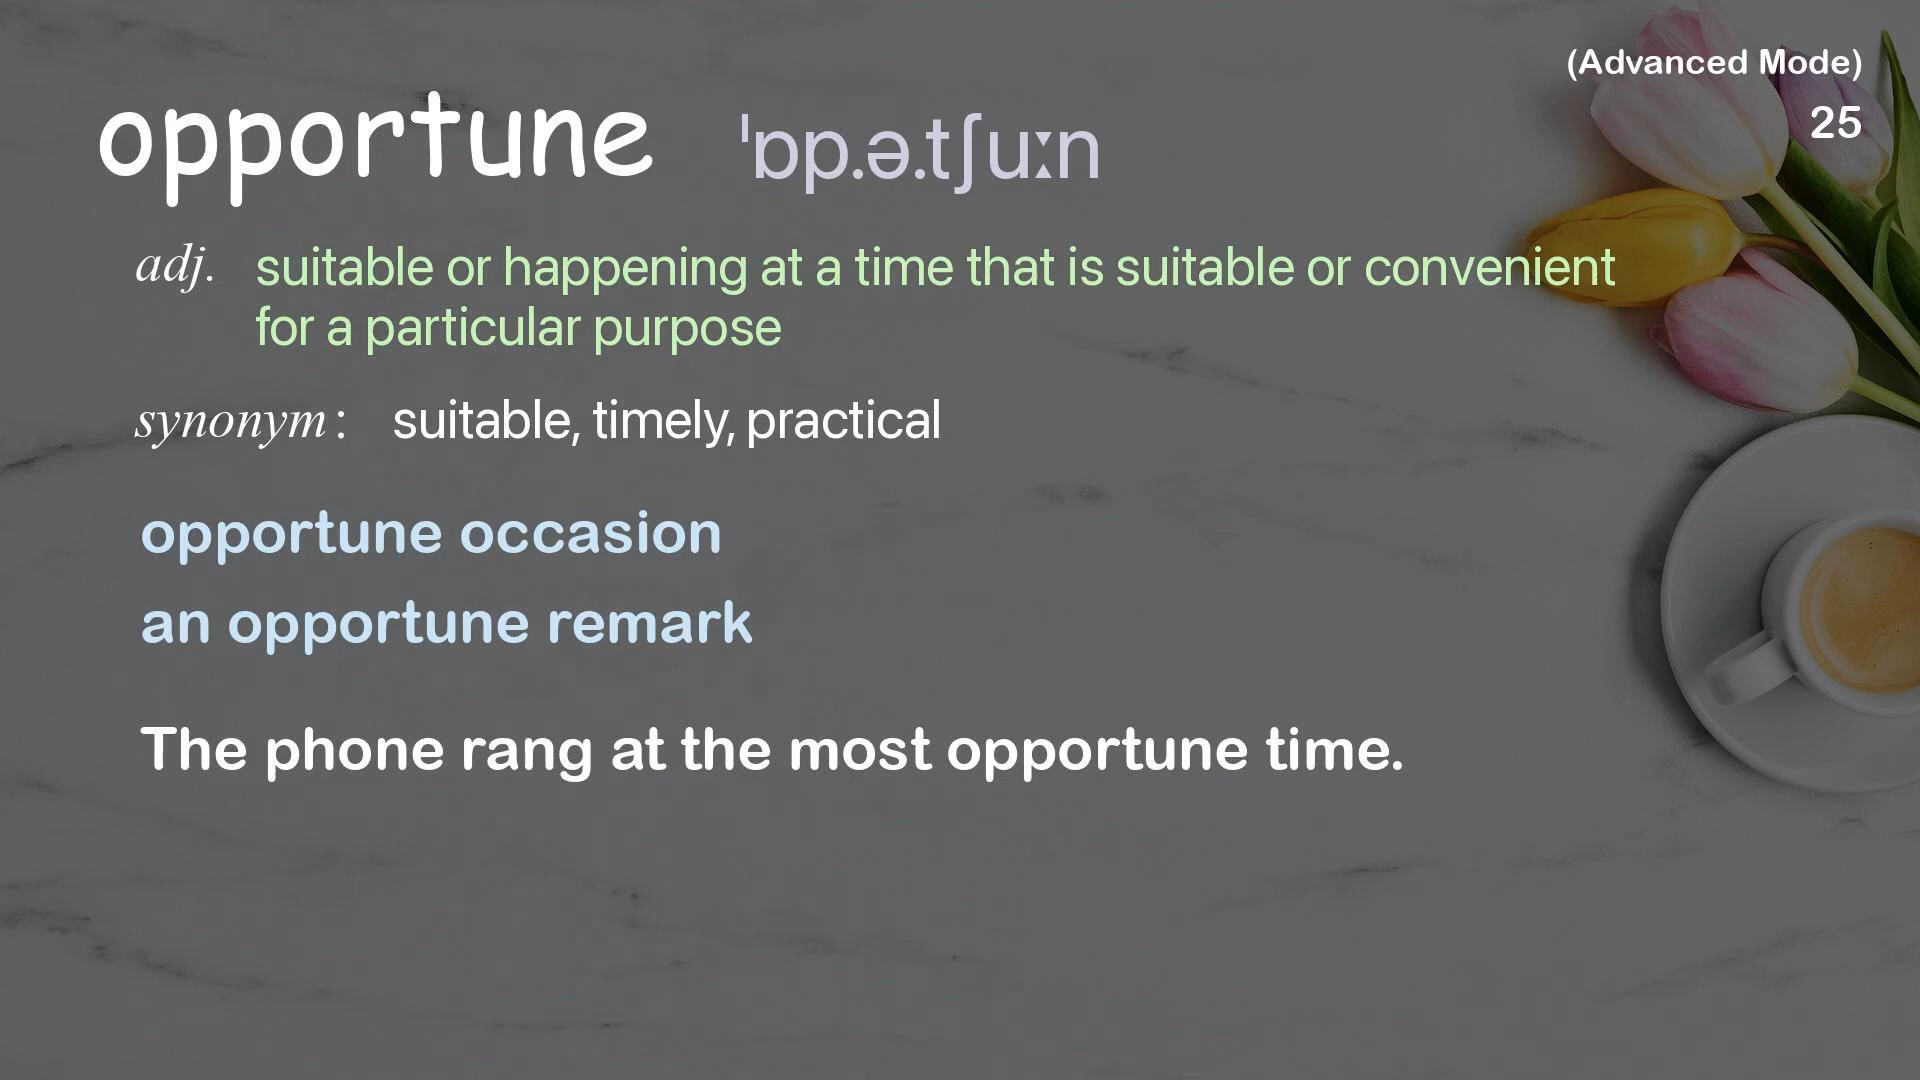 (Advanced Mode)
opportune ˈɒp.ə.tʃuːn
25
adj. suitable or happening at a time that is suitable or convenient
for a particular purpose
synonym: suitable, timely, practical
opportune occasion
an opportune remark
The phone rang at the most opportune time.